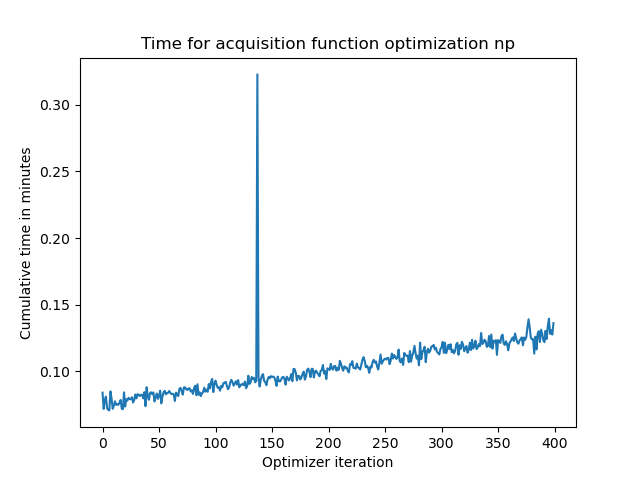 Time for acquisition function optimization np
Cumulative time in minutes
0.30
0.25
0.20
0.15
0.10
0 50 100 150 200 250 300 350 400
Optimizer iteration